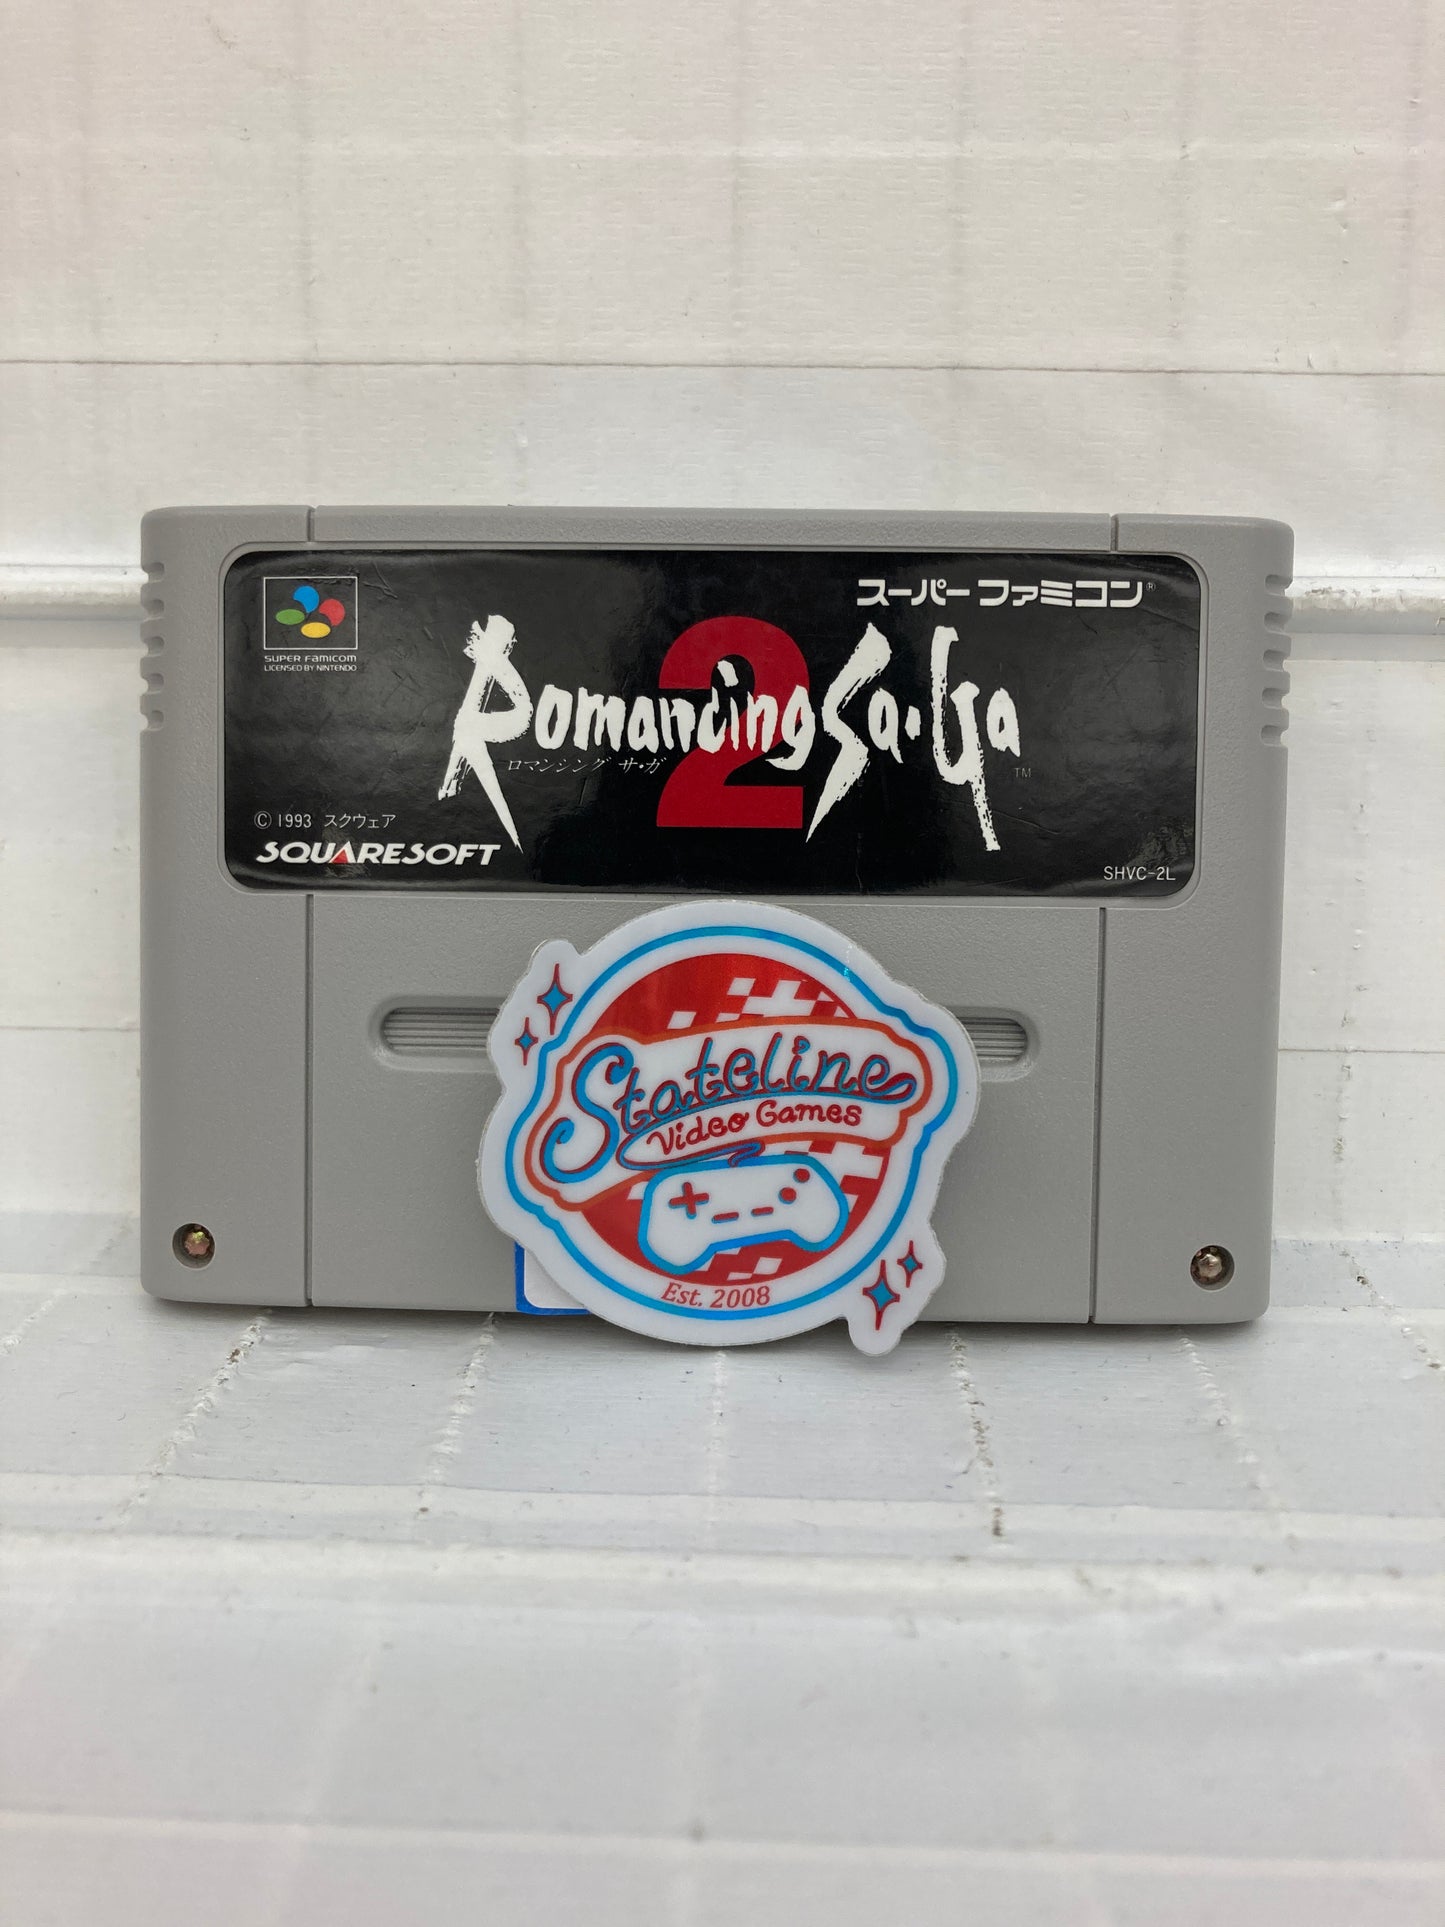 スーパーファミコン®
SUPER FAMICOM
LICENSED BY NINTENDO
Romancing Sa·Ga 2
ロマンシング サ・ガ
TM
© 1993 スクウェア
SQUARESOFT
SHVC-2L
Stateline
Video Games
Est. 2008